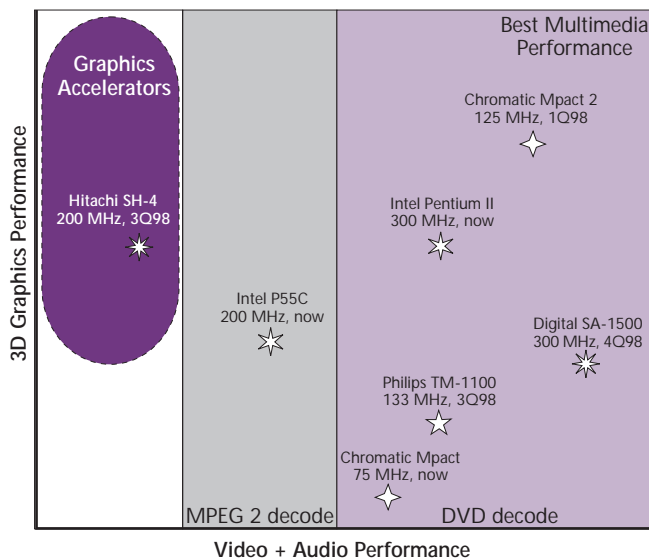 Best Multimedia
Performance
Graphics
Accelerators
Chromatic Mpact 2
125 MHz, 1Q98
Hitachi SH-4
200 MHz, 3Q98
Intel Pentium II
300 MHz, now
Intel P55C
200 MHz, now
Digital SA-1500
300 MHz, 4Q98
Philips TM-1100
133 MHz, 3Q98
Chromatic Mpact
75 MHz, now
MPEG 2 decode
DVD decode
3D Graphics Performance
Video + Audio Performance